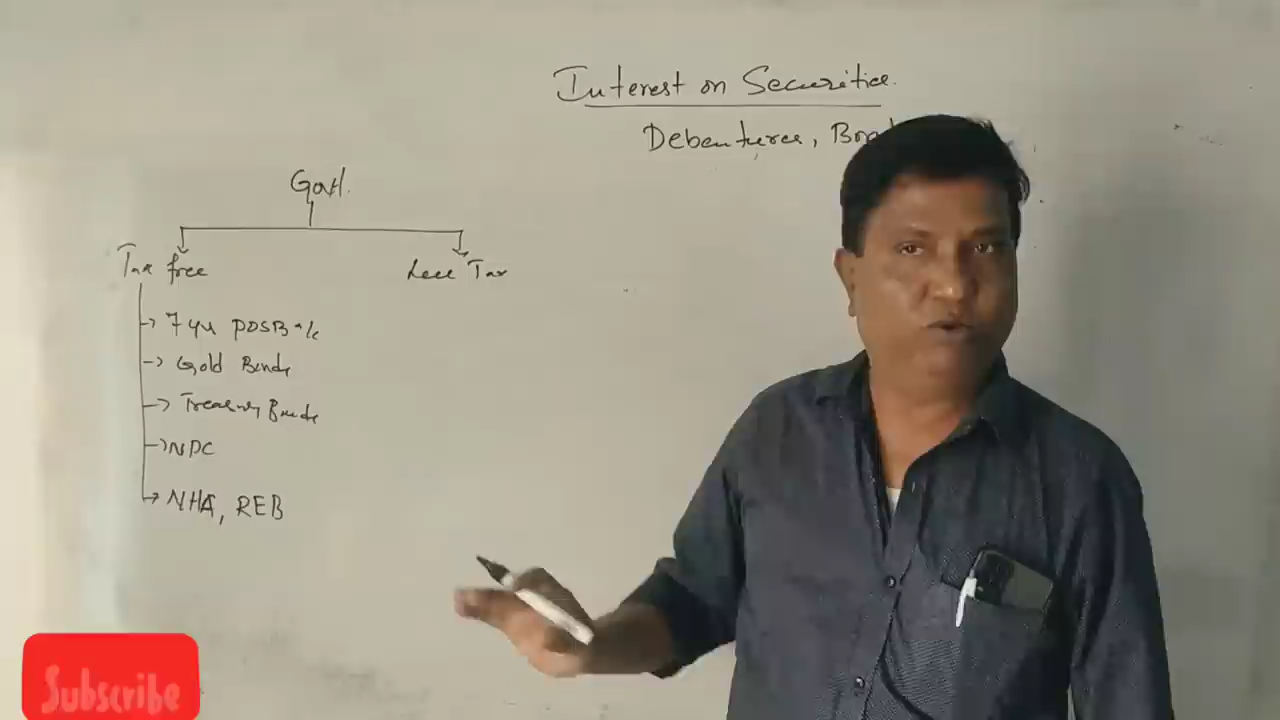 Interest on Securities.
Debentures, Bo
Govt.
Tax free
Less Tax
7 yrs POSB a/c
Gold Bonds
Treasury Bonds
NDC
NHA, REB
Subscribe